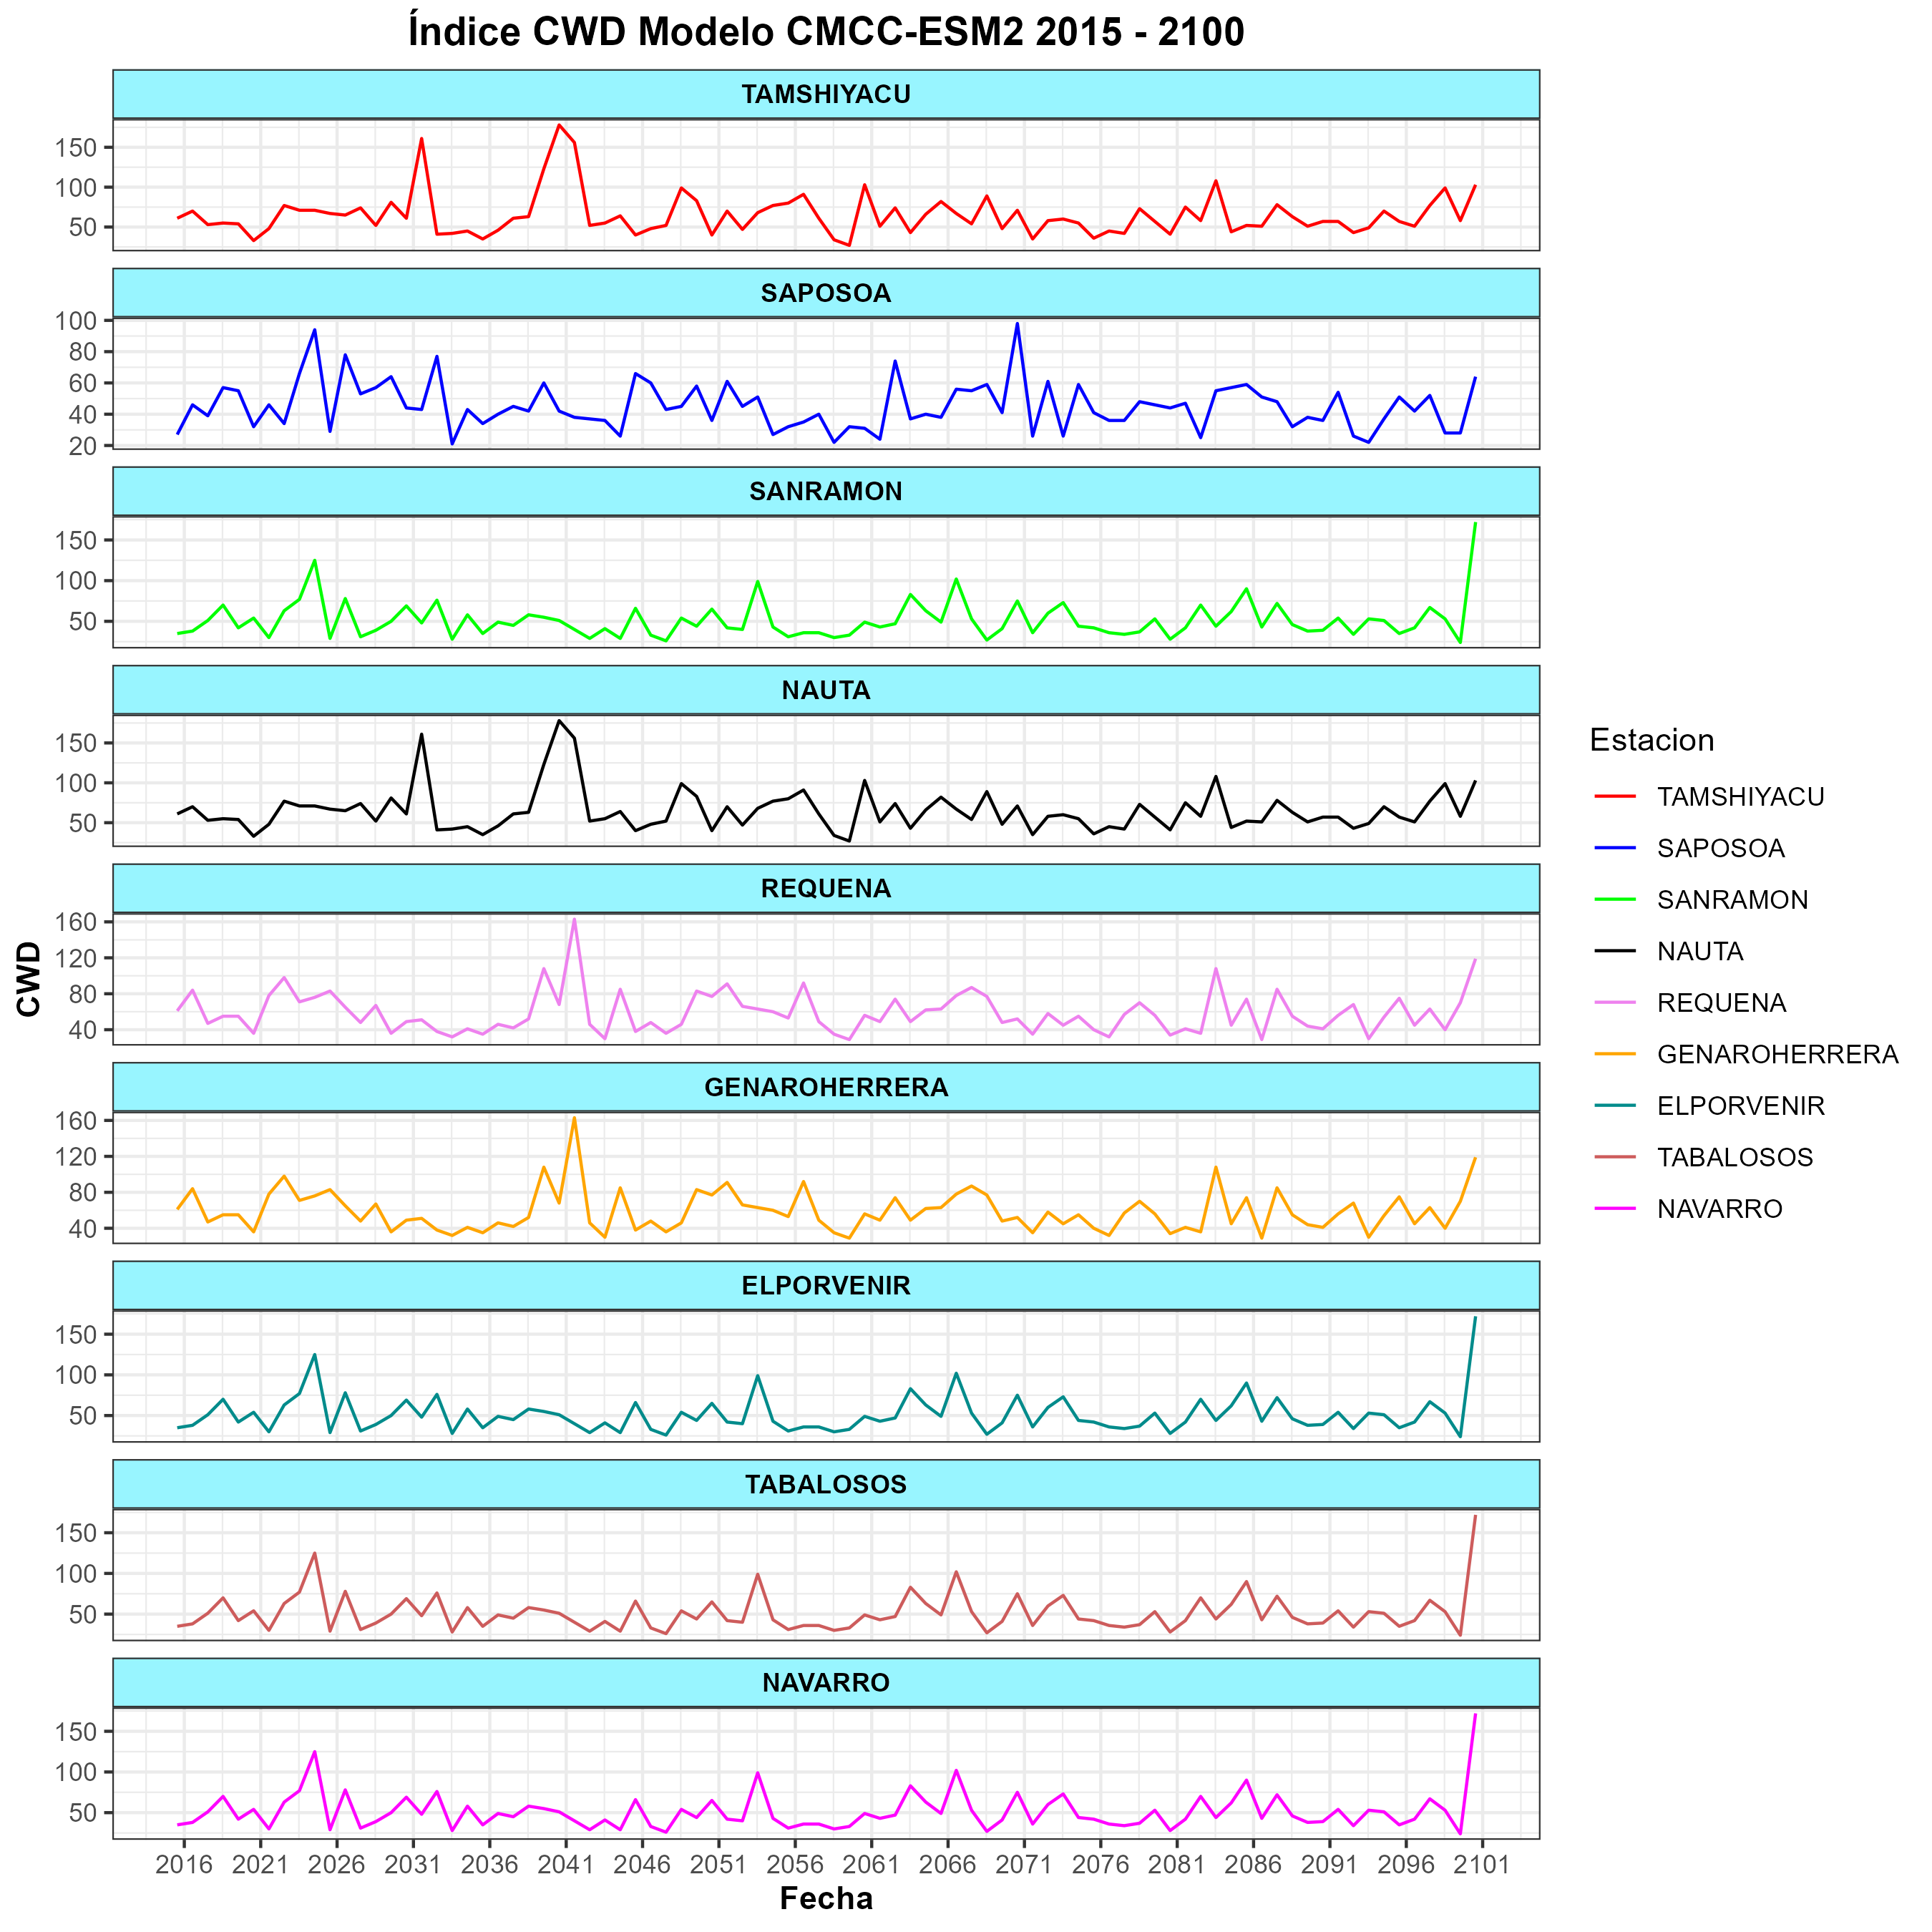 Índice CWD Modelo CMCC-ESM2 2015 - 2100
TAMSHIYACU
150
100
50
SAPOSOA
100
80
60
40
20
SANRAMON
150
100
50
NAUTA
150
100
50
REQUENA
160
120
80
40
GENAROHERRERA
160
120
80
40
ELPORVENIR
150
100
50
TABALOSOS
150
100
50
NAVARRO
150
100
50
2016 2021 2026 2031 2036 2041 2046 2051 2056 2061 2066 2071 2076 2081 2086 2091 2096 2101
Fecha
CWD
Estacion
TAMSHIYACU
SAPOSOA
SANRAMON
NAUTA
REQUENA
GENAROHERRERA
ELPORVENIR
TABALOSOS
NAVARRO